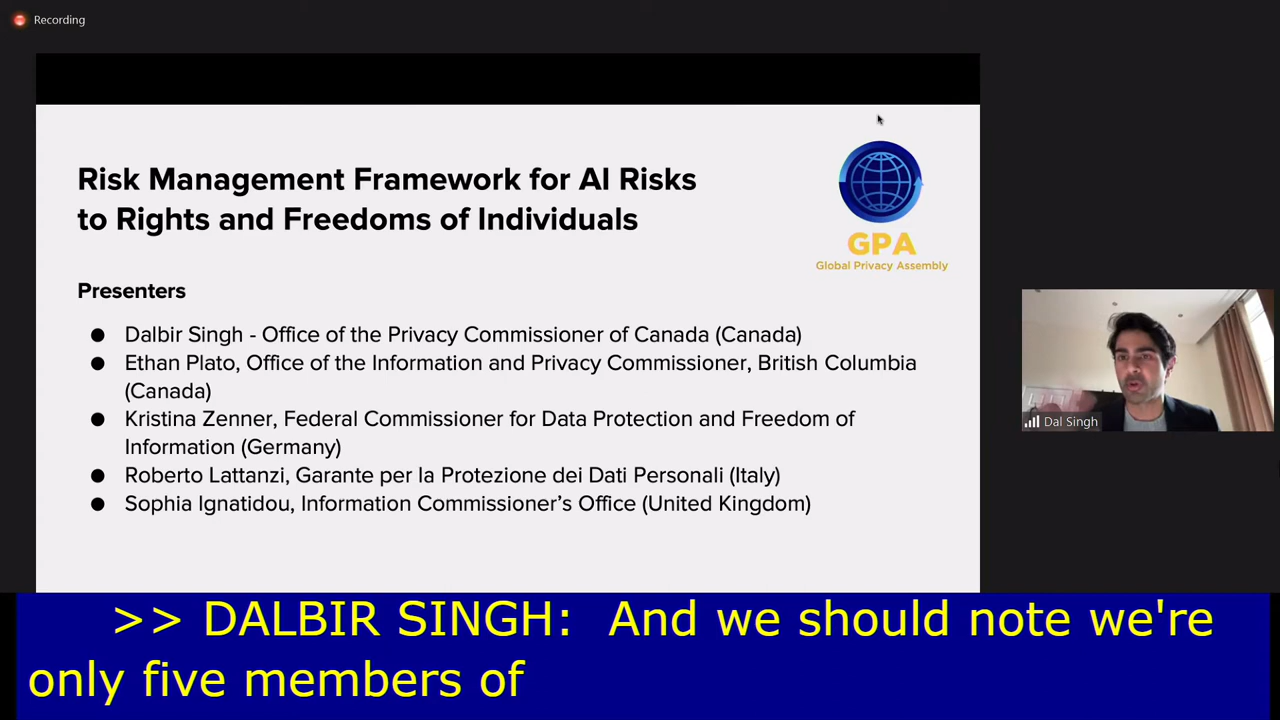 Recording
Risk Management Framework for AI Risks
to Rights and Freedoms of Individuals
GPA
Global Privacy Assembly
Presenters
● Dalbir Singh - Office of the Privacy Commissioner of Canada (Canada)
● Ethan Plato, Office of the Information and Privacy Commissioner, British Columbia
(Canada)
● Kristina Zenner, Federal Commissioner for Data Protection and Freedom of
Information (Germany)
● Roberto Lattanzi, Garante per la Protezione dei Dati Personali (Italy)
● Sophia Ignatidou, Information Commissioner’s Office (United Kingdom)
Dal Singh
>> DALBIR SINGH: And we should note we're
only five members of